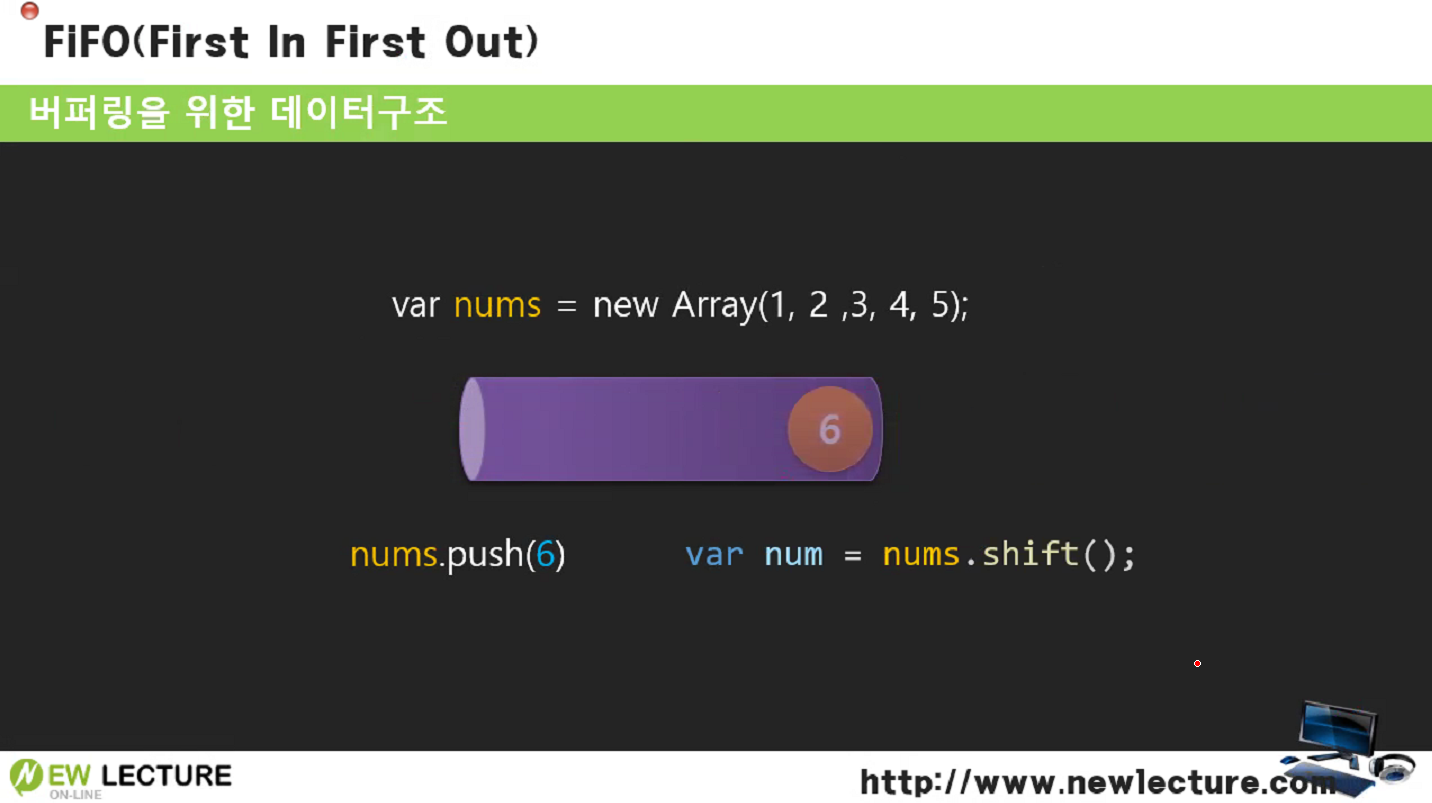 FiFO(First In First Out)
버퍼링을 위한 데이터구조
var nums = new Array(1, 2 ,3, 4, 5);
6
nums.push(6)
var num = nums.shift();
NEW LECTURE
ON-LINE
http://www.newlecture.com